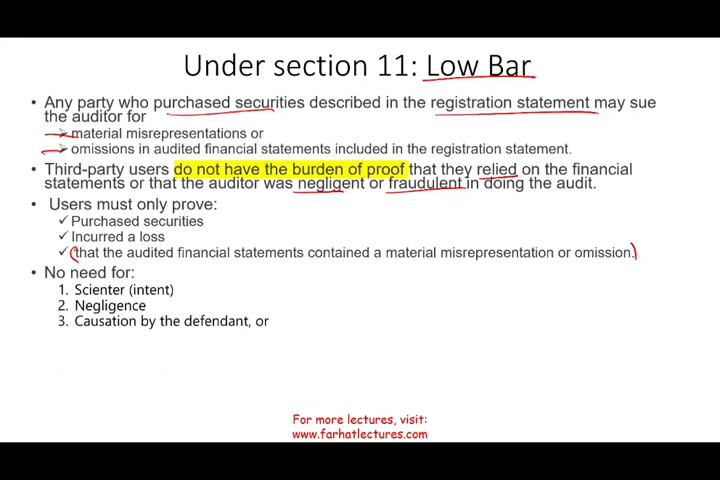 Under section 11: Low Bar
• Any party who purchased securities described in the registration statement may sue
the auditor for
➢ material misrepresentations or
➢ omissions in audited financial statements included in the registration statement.
• Third-party users do not have the burden of proof that they relied on the financial
statements or that the auditor was negligent or fraudulent in doing the audit.
• Users must only prove:
✓ Purchased securities
✓ Incurred a loss
✓ (that the audited financial statements contained a material misrepresentation or omission.)
• No need for:
1. Scienter (intent)
2. Negligence
3. Causation by the defendant, or
For more lectures, visit:
www.farhatlectures.com